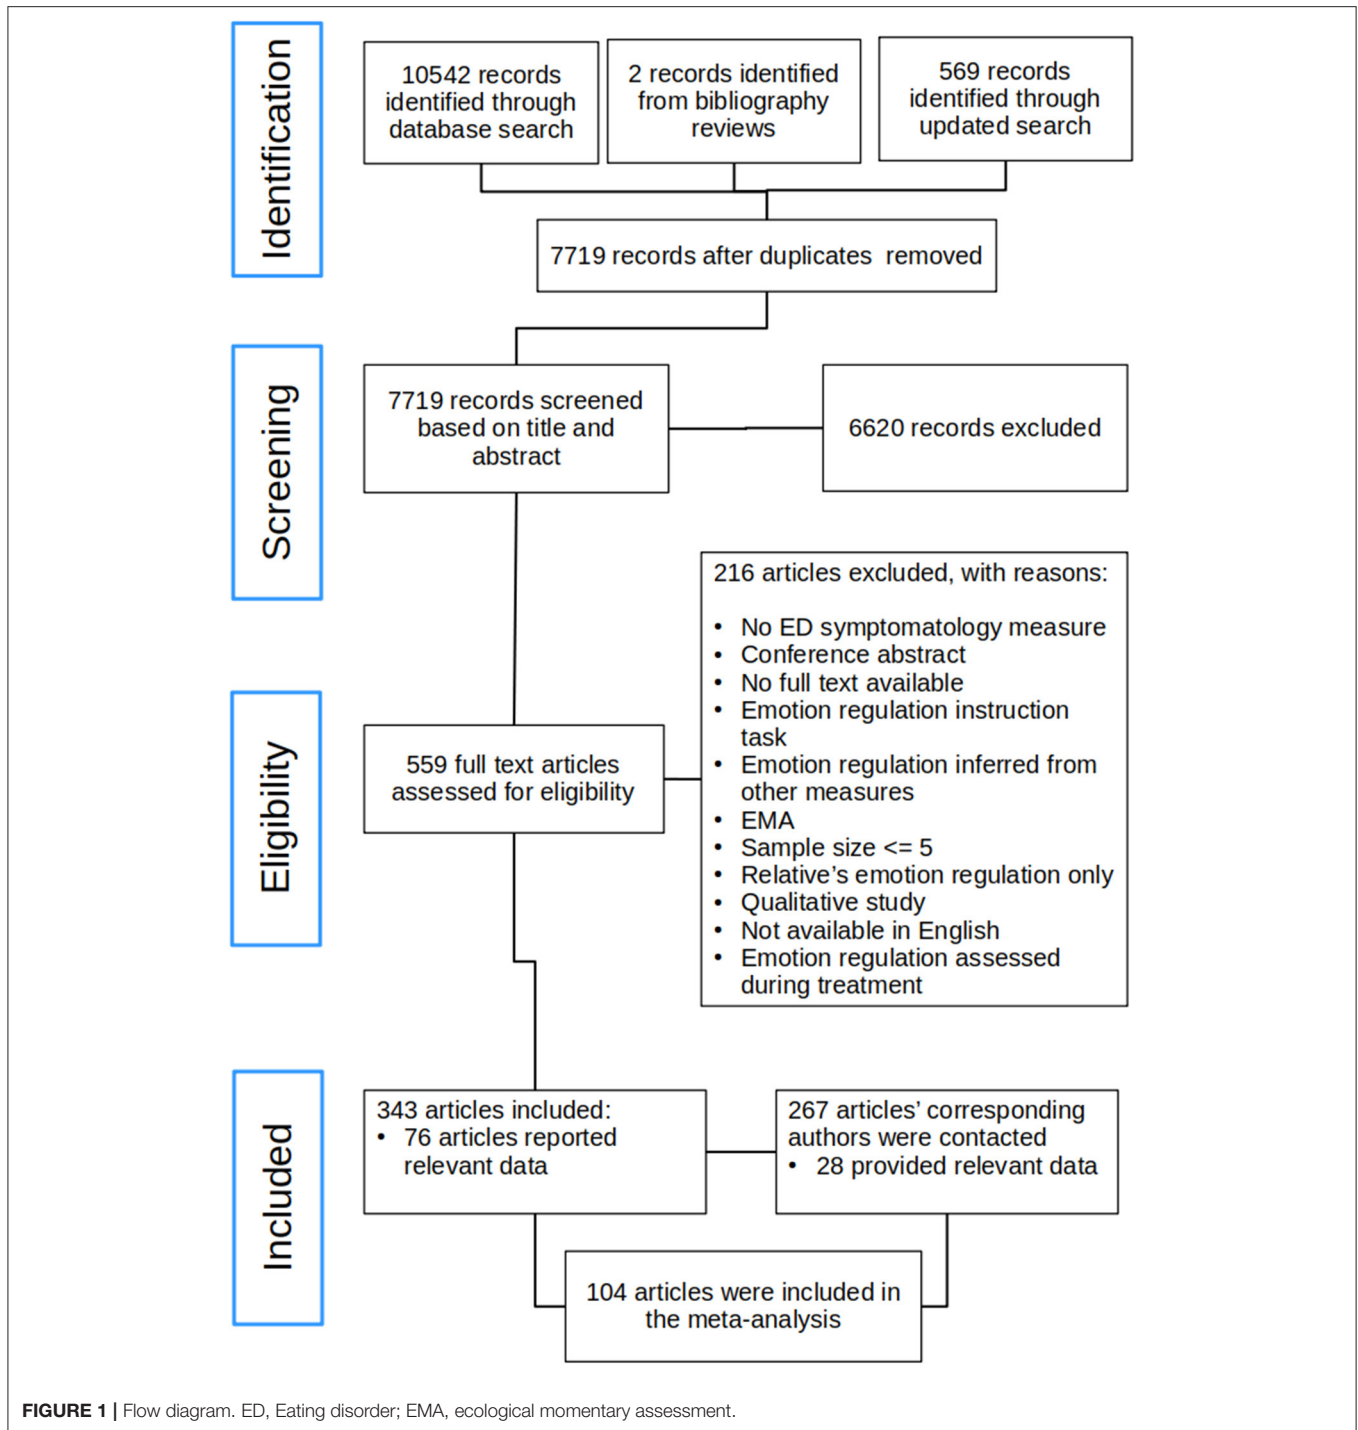 Identification
10542 records
identified through
database search
2 records identified
from bibliography
reviews
569 records
identified through
updated search
7719 records after duplicates  removed
Screening
7719 records screened
based on title and
abstract
6620 records excluded
Eligibility
559 full text articles
assessed for eligibility
216 articles excluded, with reasons:
• No ED symptomatology measure
• Conference abstract
• No full text available
• Emotion regulation instruction
task
• Emotion regulation inferred from
other measures
• EMA
• Sample size <= 5
• Relative's emotion regulation only
• Qualitative study
• Not available in English
• Emotion regulation assessed
during treatment
Included
343 articles included:
• 76 articles reported
relevant data
267 articles' corresponding
authors were contacted
• 28 provided relevant data
104 articles were included in
the meta-analysis
FIGURE 1 | Flow diagram. ED, Eating disorder; EMA, ecological momentary assessment.